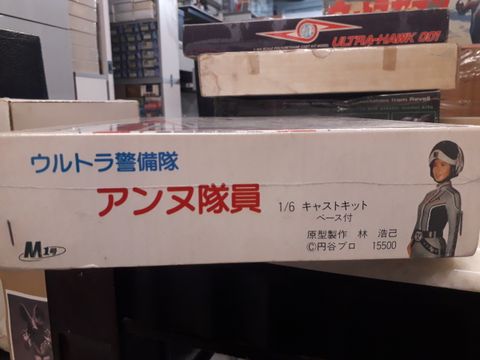 ULTRA-HAWK 001
ウルトラ警備隊
アンヌ隊員
1/6 キャストキット
ベース付
原型製作 林 浩己
©円谷プロ 15500
M1号